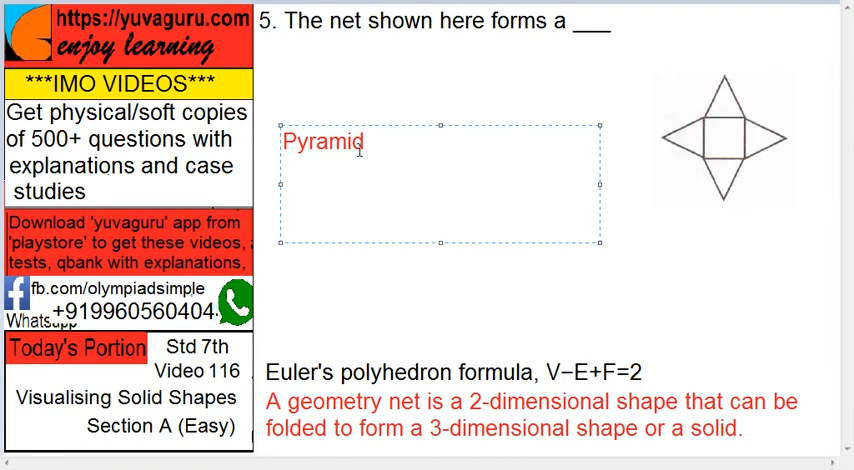 https://yuvaguru.com
enjoy learning
***IMO VIDEOS***
Get physical/soft copies
of 500+ questions with
explanations and case
studies
Download 'yuvaguru' app from
'playstore' to get these videos,
tests, qbank with explanations,
fb.com/olympiadsimple
+919960560404
Whatsupp
Today's Portion
Std 7th
Video 116
Visualising Solid Shapes
Section A (Easy)
5. The net shown here forms a ___
Pyramid
Euler's polyhedron formula, V−E+F=2
A geometry net is a 2-dimensional shape that can be
folded to form a 3-dimensional shape or a solid.